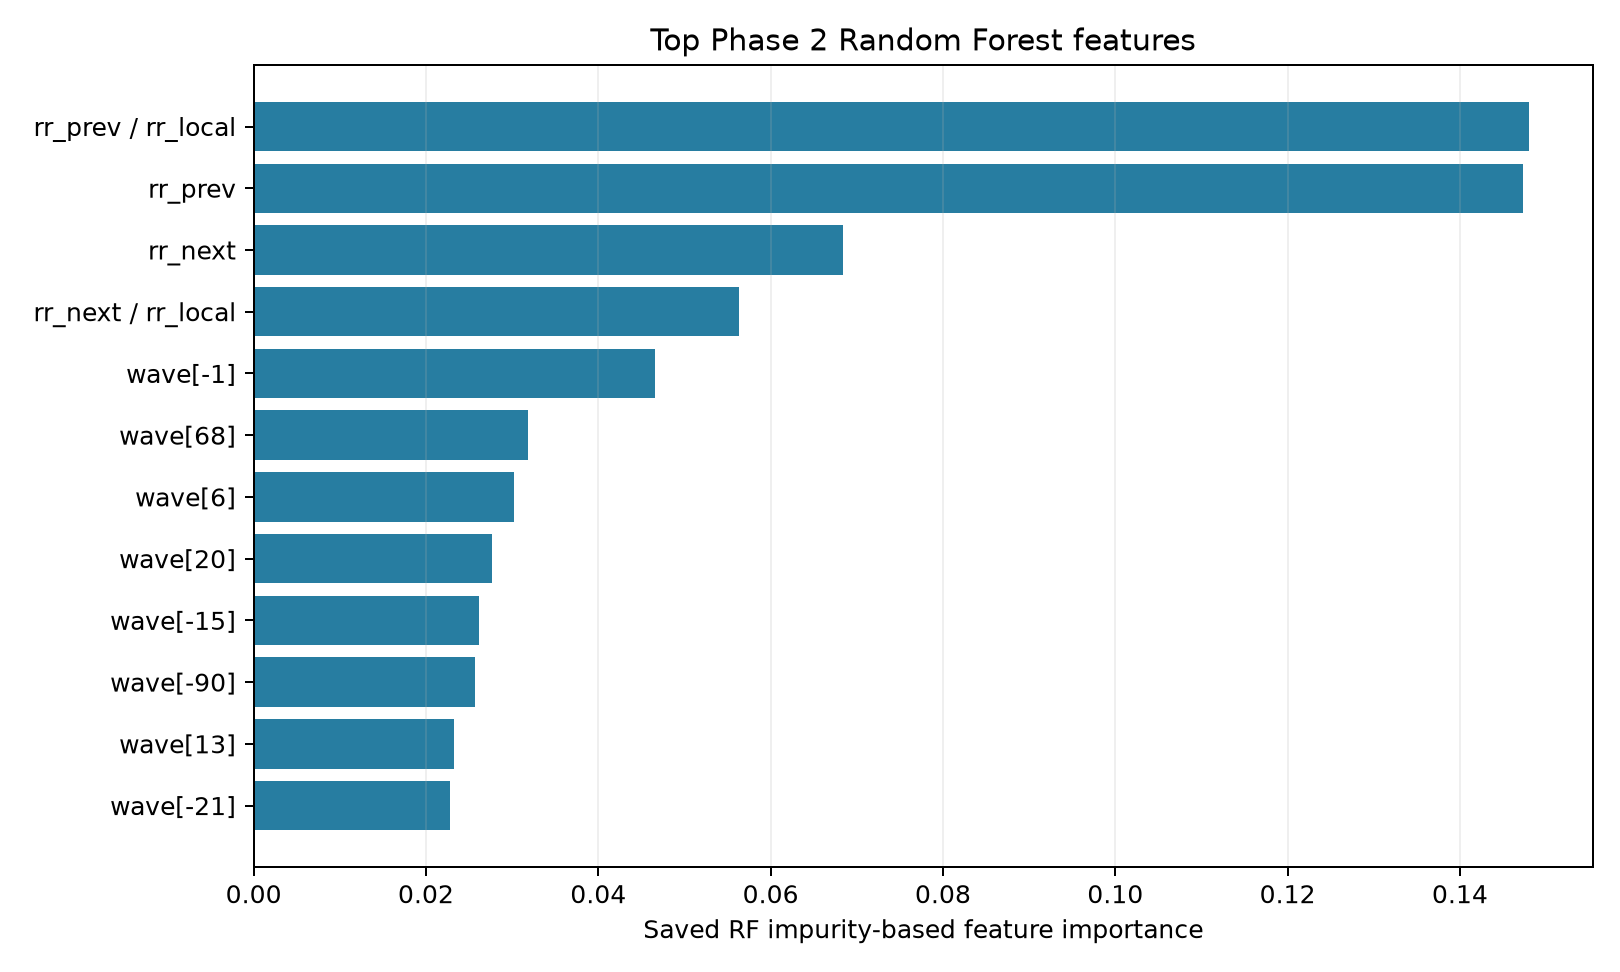 Top Phase 2 Random Forest features
rr_prev / rr_local
rr_prev
rr_next
rr_next / rr_local
wave[-1]
wave[68]
wave[6]
wave[20]
wave[-15]
wave[-90]
wave[13]
wave[-21]
0.00 0.02 0.04 0.06 0.08 0.10 0.12 0.14
Saved RF impurity-based feature importance